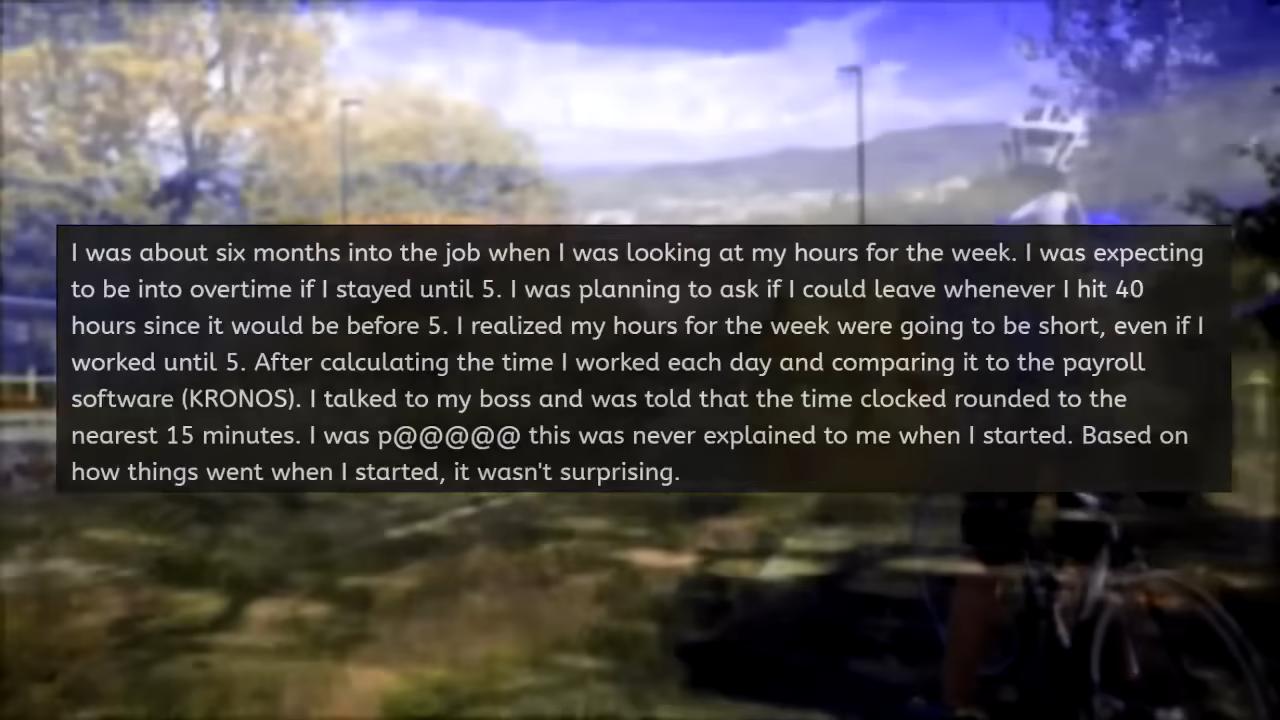 I was about six months into the job when I was looking at my hours for the week. I was expecting
to be into overtime if I stayed until 5. I was planning to ask if I could leave whenever I hit 40
hours since it would be before 5. I realized my hours for the week were going to be short, even if I
worked until 5. After calculating the time I worked each day and comparing it to the payroll
software (KRONOS). I talked to my boss and was told that the time clocked rounded to the
nearest 15 minutes. I was p@@@@@ this was never explained to me when I started. Based on
how things went when I started, it wasn't surprising.